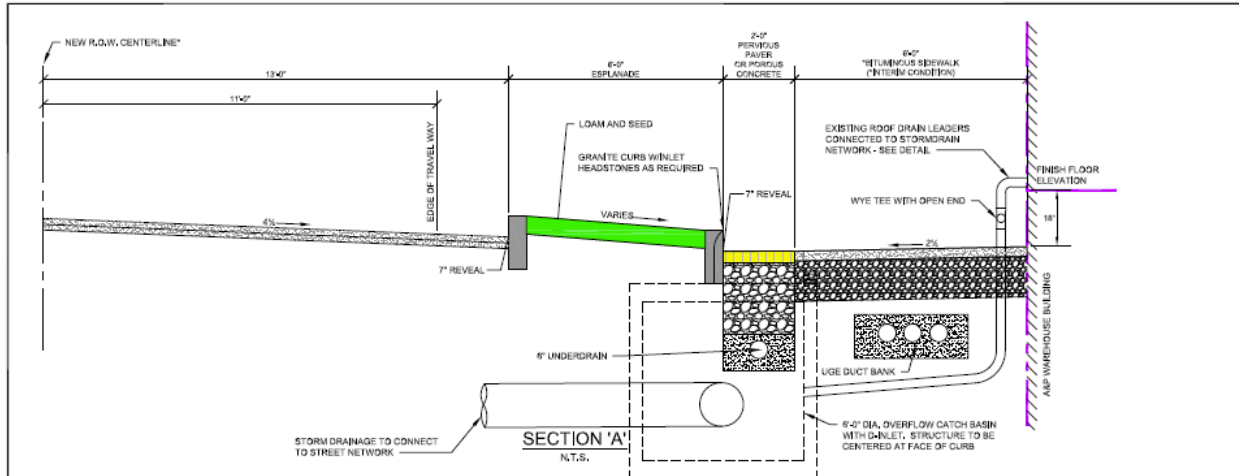 NEW R.O.W. CENTERLINE*
13'-0"
11'-0"
EDGE OF TRAVEL WAY
6'-0"
ESPLANADE
2'-0"
PERVIOUS
PAVER
OR POROUS
CONCRETE
6'-0"
*BITUMINOUS SIDEWALK
(*INTERIM CONDITION)
LOAM AND SEED
GRANITE CURB W/INLET
HEADSTONES AS REQUIRED
7" REVEAL
EXISTING ROOF DRAIN LEADERS
CONNECTED TO STORMDRAIN
NETWORK - SEE DETAIL
FINISH FLOOR
ELEVATION
WYE TEE WITH OPEN END
18"
4%
VARIES
2%
7" REVEAL
6" UNDERDRAIN
UGE DUCT BANK
A&P WAREHOUSE BUILDING
STORM DRAINAGE TO CONNECT
TO STREET NETWORK
SECTION 'A'
N.T.S.
6'-0" DIA. OVERFLOW CATCH BASIN
WITH D-INLET. STRUCTURE TO BE
CENTERED AT FACE OF CURB